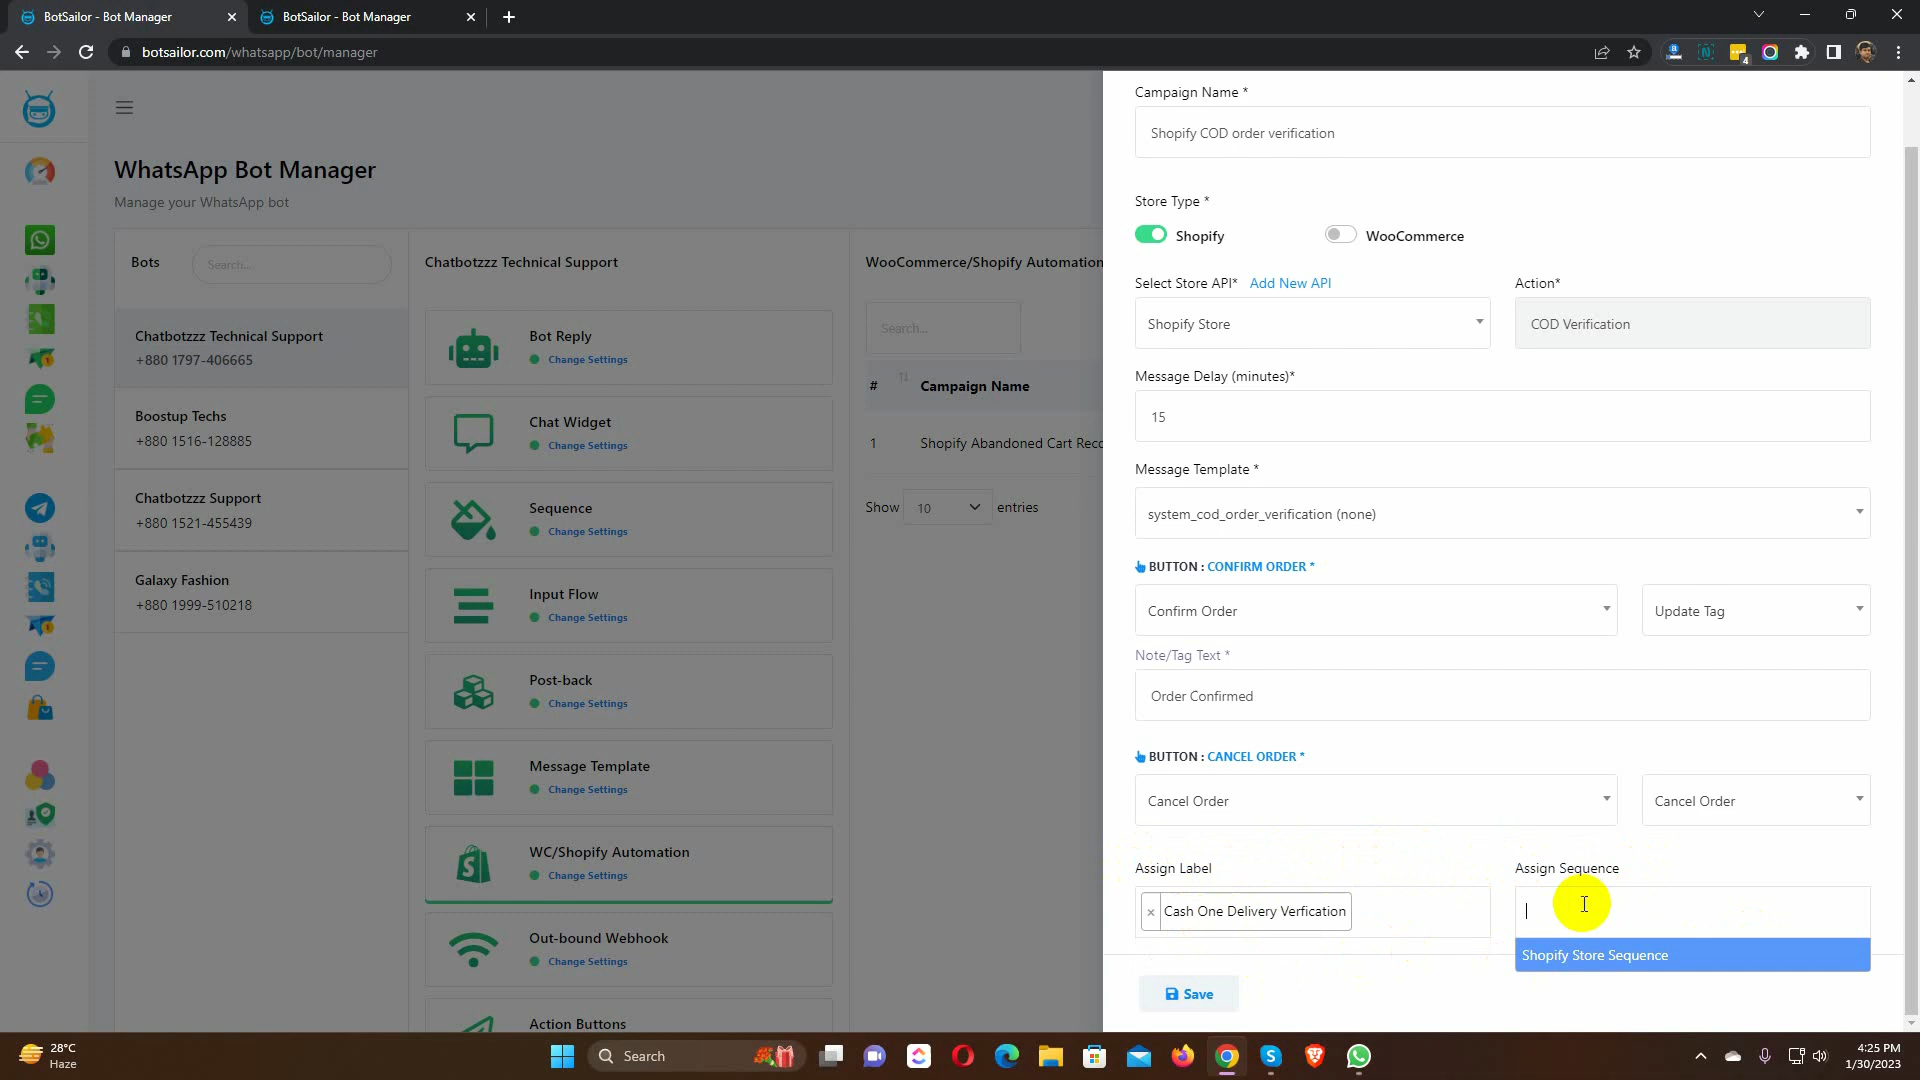 BotSailor - Bot Manager
BotSailor - Bot Manager
botsailor.com/whatsapp/bot/manager
4
WhatsApp Bot Manager
Manage your WhatsApp bot
Bots
Search...
Chatbotzzz Technical Support
+880 1797-406665
Boostup Techs
+880 1516-128885
Chatbotzzz Support
+880 1521-455439
Galaxy Fashion
+880 1999-510218
Chatbotzzz Technical Support
Bot Reply
Change Settings
Chat Widget
Change Settings
Sequence
Change Settings
Input Flow
Change Settings
Post-back
Change Settings
Message Template
Change Settings
WC/Shopify Automation
Change Settings
Out-bound Webhook
Change Settings
Action Buttons
WooCommerce/Shopify Automation
Search...
# Campaign Name
1 Shopify Abandoned Cart Reco
Show 10 entries
Campaign Name *
Shopify COD order verification
Store Type *
Shopify WooCommerce
Select Store API* Add New API Action*
Shopify Store COD Verification
Message Delay (minutes)*
15
Message Template *
system_cod_order_verification (none)
BUTTON : CONFIRM ORDER *
Confirm Order Update Tag
Note/Tag Text *
Order Confirmed
BUTTON : CANCEL ORDER *
Cancel Order Cancel Order
Assign Label Assign Sequence
× Cash One Delivery Verfication
Shopify Store Sequence
Save
28°C
Haze
Search
4:25 PM
1/30/2023